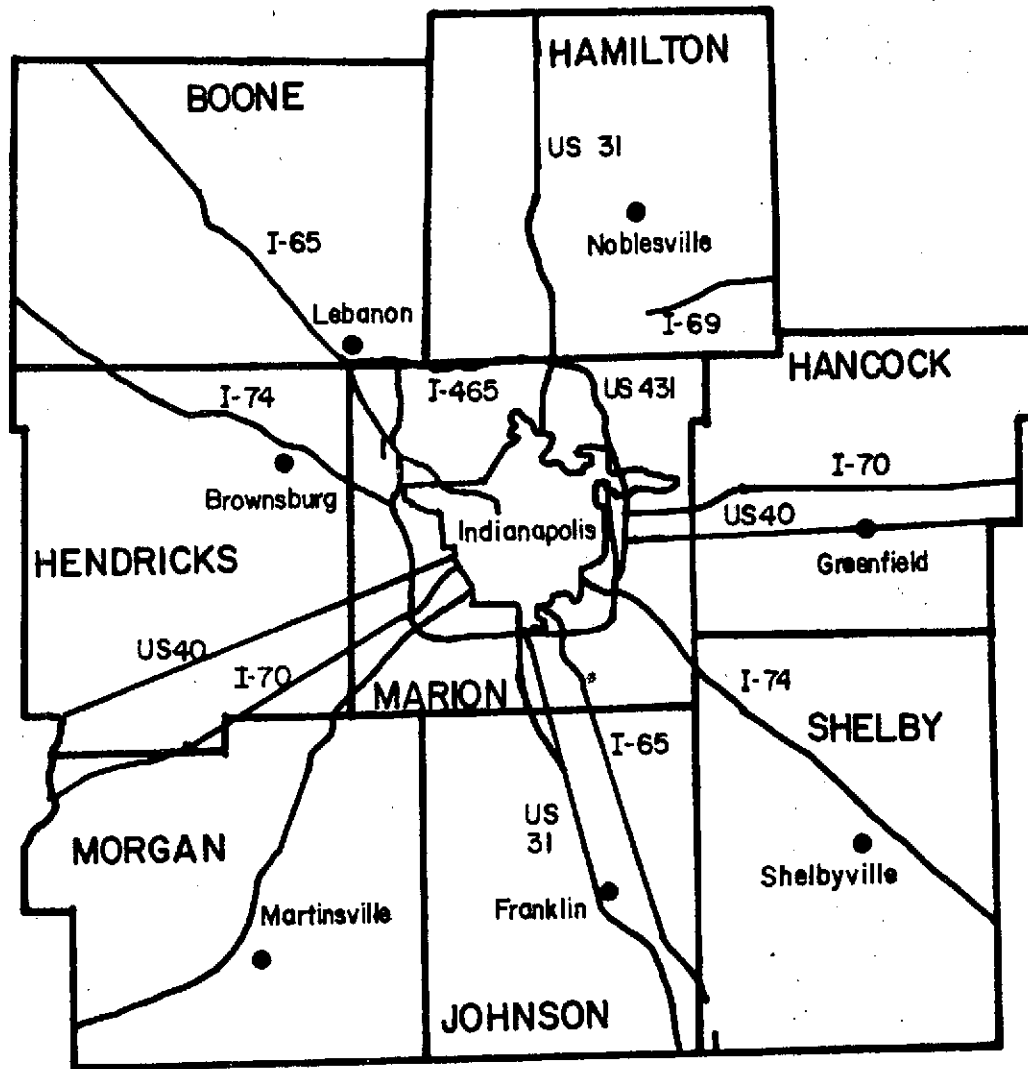 HAMILTON
BOONE
US 31
I-65
Noblesville
Lebanon
I-69
HANCOCK
I-74
I-465
US 431
Brownsburg
I-70
US40
Indianapolis
HENDRICKS
Greenfield
US40
I-70
I-74
MARION
SHELBY
I-65
US
31
MORGAN
Shelbyville
Martinsville
Franklin
JOHNSON